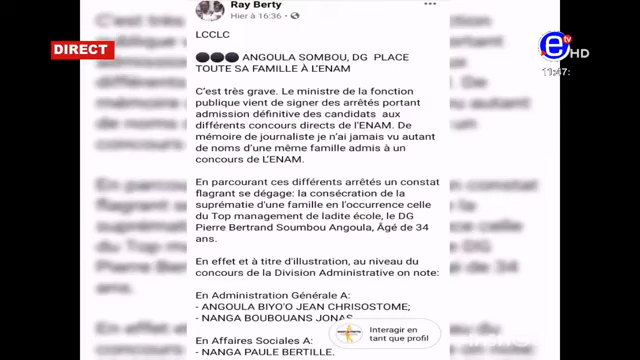 Ray Berty
Hier à 16:36
DIRECT
e tv HD
11:47:
LCCLC
ANGOULA SOMBOU, DG PLACE
TOUTE SA FAMILLE À L'ENAM
C'est très grave. Le ministre de la fonction
publique vient de signer des arrêtés portant
admission définitive des candidats aux
différents concours directs de l'ENAM. De
mémoire de journaliste je n'ai jamais vu autant
de noms d'une même famille admis à un
concours de L'ENAM.
En parcourant ces différents arrêtés un constat
flagrant se dégage: la consécration de la
suprématie d'une famille en l'occurrence celle
du Top management de ladite école, le DG
Pierre Bertrand Soumbou Angoula, Âgé de 34
ans.
En effet et à titre d'illustration, au niveau du
concours de la Division Administrative on note:
En Administration Générale A:
- ANGOULA BIYO'O JEAN CHRISOSTOME;
- NANGA BOUBOUANS JONAS
Interagir en
tant que profil
En Affaires Sociales A:
- NANGA PAULE BERTILLE.